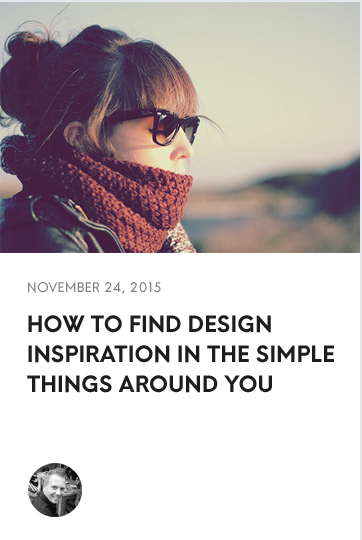 NOVEMBER 24, 2015
HOW TO FIND DESIGN
INSPIRATION IN THE SIMPLE
THINGS AROUND YOU